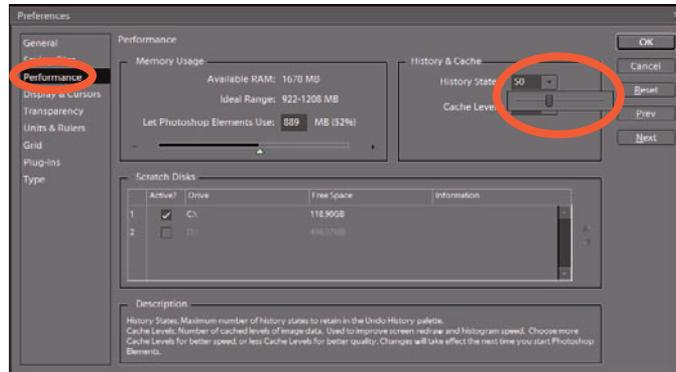 Preferences
General
Performance
Display & Cursors
Transparency
Units & Rulers
Grid
Plug-Ins
Type
Performance
Memory Usage
Available RAM: 1670 MB
Ideal Range: 922-1208 MB
Let Photoshop Elements Use: 889 MB (52%)
- +
History & Cache
History State 50
Cache Level
OK
Cancel
Reset
Prev
Next
Scratch Disks
Active? Drive Free Space Information
1 C:\ 118.90GB
2 D:\
Description
History States: Maximum number of history states to retain in the Undo History palette.
Cache Levels: Number of cached levels of image data. Used to improve screen redraw and histogram speed. Choose more
Cache Levels for better speed, or less Cache Levels for better quality. Changes will take effect the next time you start Photoshop
Elements.